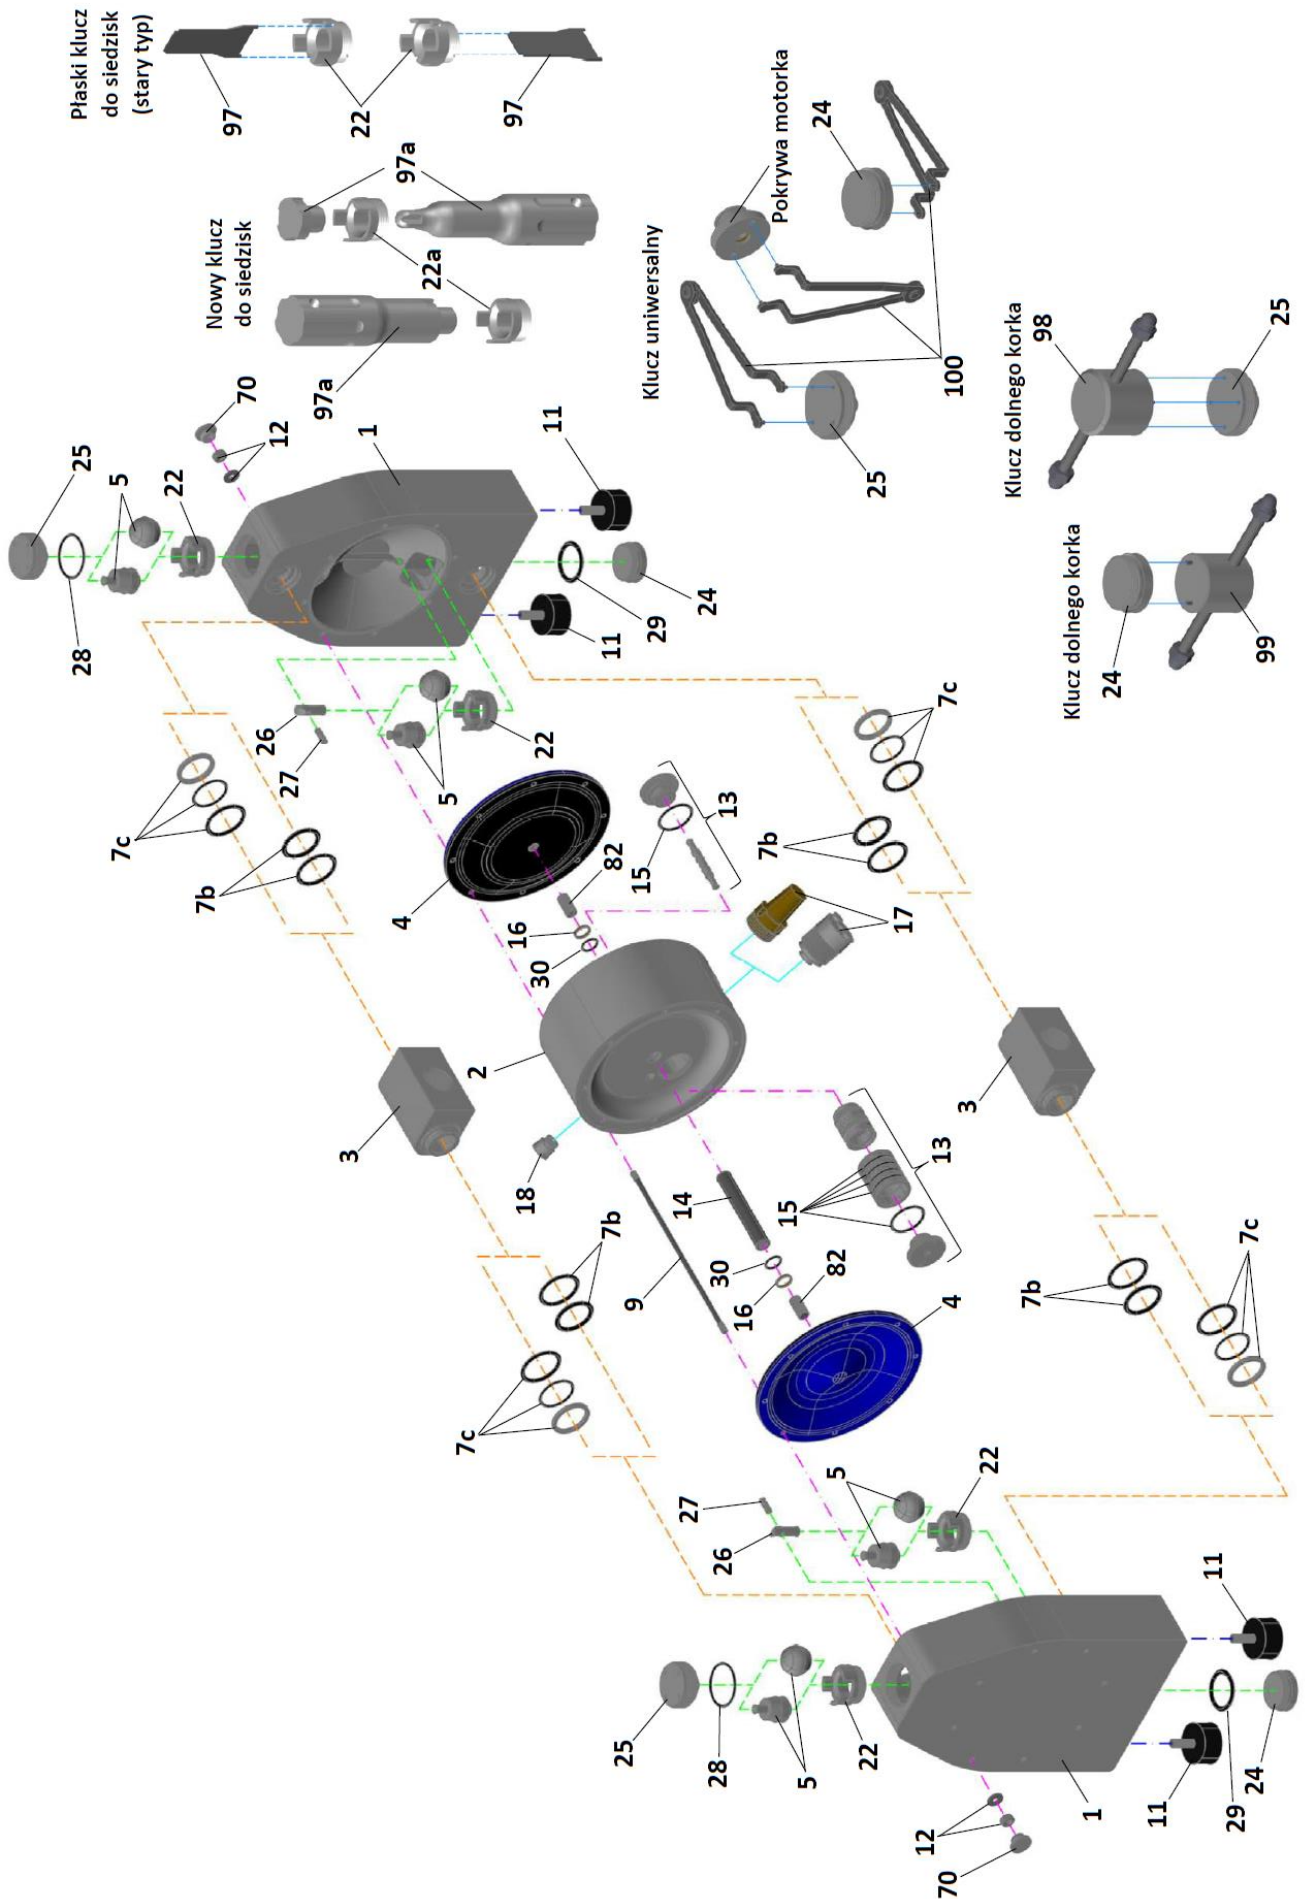 28
25
Płaski klucz
do siedzisk
(stary typ)
7c
5
22
7b
Nowy klucz
do siedzisk
70
97
26
12
27
97a
3
22
1
4
97a
22a
5
7c
2
97
16
18
30
22
11
7b
82
11
25
9
15
Klucz uniwersalny
29
14
27
24
28
30
26
13
16
7b
Pokrywa motorka
15
5
24
5
82
22
7c
25
17
12
13
70
4
100
3
22
Klucz dolnego korka
7b
98
Klucz dolnego korka
1
24
11
11
29
7c
24
99
25